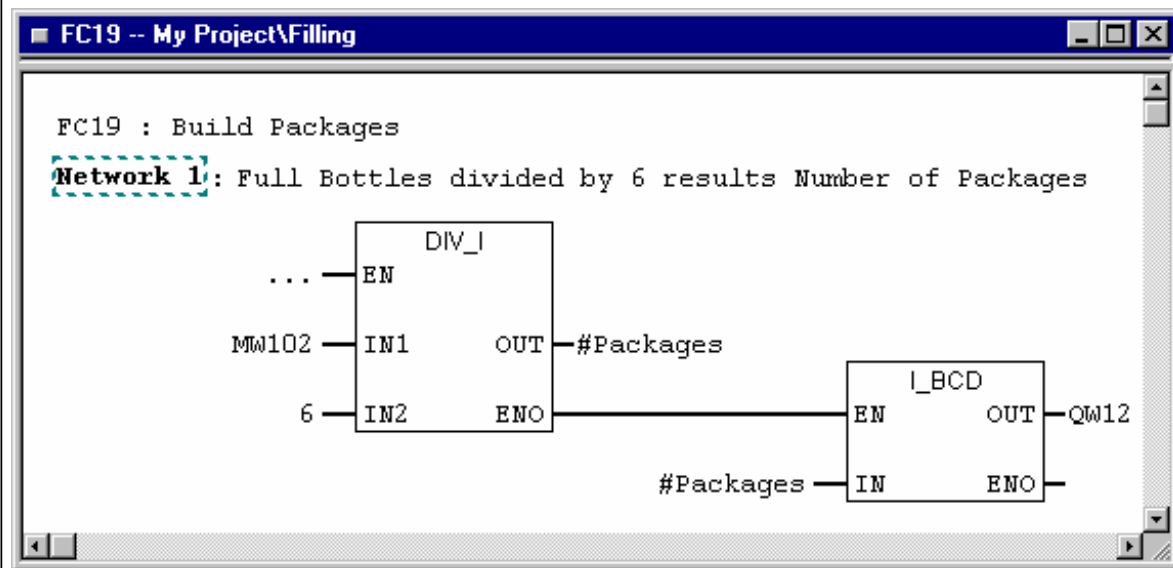 FC19 -- My Project\Filling
FC19 : Build Packages
Network 1: Full Bottles divided by 6 results Number of Packages
DIV_I
... EN
MW102 IN1 OUT #Packages
I_BCD
6 IN2 ENO EN OUT QW12
#Packages IN ENO